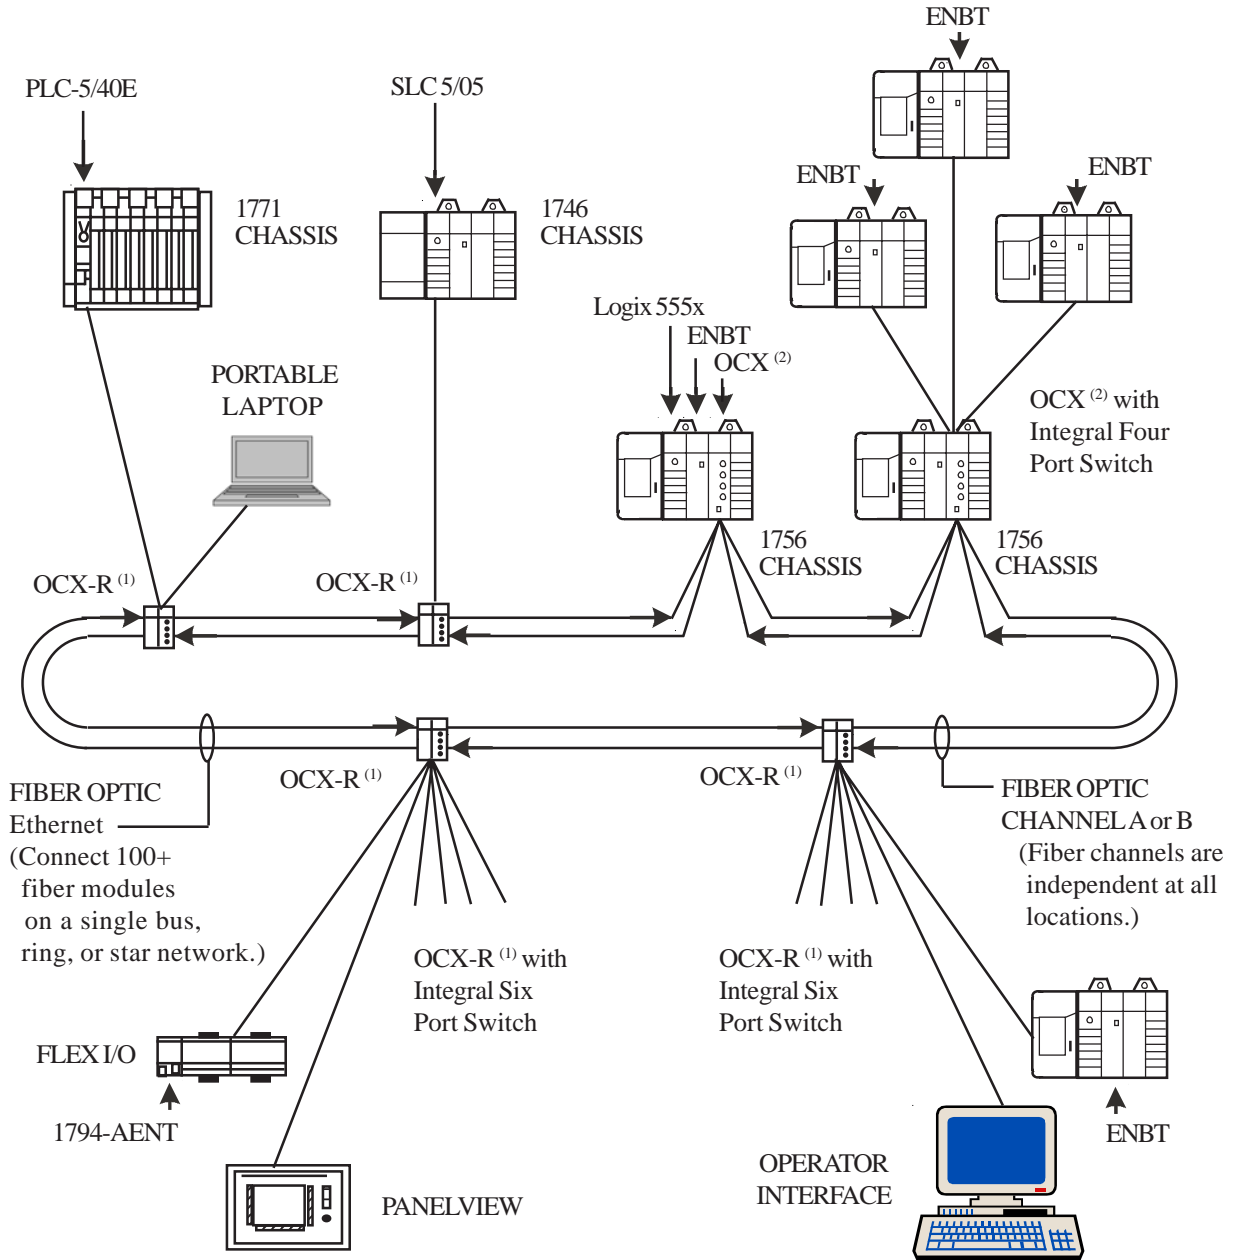 ENBT
PLC-5/40E
SLC 5/05
ENBT
ENBT
1771
CHASSIS
1746
CHASSIS
Logix 555x
ENBT
OCX (2)
PORTABLE
LAPTOP
OCX (2) with
Integral Four
Port Switch
1756
CHASSIS
1756
CHASSIS
OCX-R (1)
OCX-R (1)
OCX-R (1)
OCX-R (1)
FIBER OPTIC
Ethernet
(Connect 100+
fiber modules
on a single bus,
ring, or star network.)
FIBER OPTIC
CHANNEL A or B
(Fiber channels are
independent at all
locations.)
OCX-R (1) with
Integral Six
Port Switch
OCX-R (1) with
Integral Six
Port Switch
FLEX I/O
1794-AENT
PANELVIEW
OPERATOR
INTERFACE
ENBT